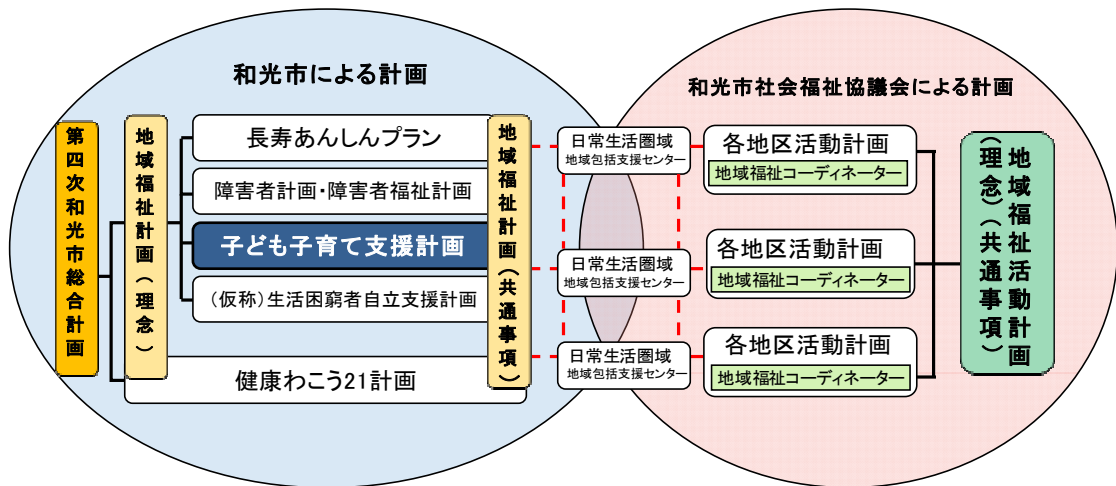 和光市による計画
第四次和光市総合計画
地域福祉計画(理念)
長寿あんしんプラン
障害者計画・障害者福祉計画
子ども子育て支援計画
(仮称)生活困窮者自立支援計画
健康わこう21計画
地域福祉計画(共通事項)
日常生活圏域
地域包括支援センター
日常生活圏域
地域包括支援センター
日常生活圏域
地域包括支援センター
和光市社会福祉協議会による計画
各地区活動計画
地域福祉コーディネーター
各地区活動計画
地域福祉コーディネーター
各地区活動計画
地域福祉コーディネーター
地域福祉活動計画
(理念)(共通事項)